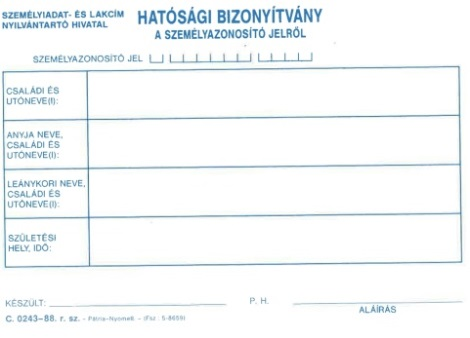 SZEMÉLYIADAT- ÉS LAKCÍM
NYILVÁNTARTÓ HIVATAL
HATÓSÁGI BIZONYÍTVÁNY
A SZEMÉLYAZONOSÍTÓ JELRŐL
SZEMÉLYAZONOSÍTÓ JEL
CSALÁDI ÉS
UTÓNEVE(I):
ANYJA NEVE,
CSALÁDI ÉS
UTÓNEVE(I):
LEÁNYKORI NEVE,
CSALÁDI ÉS
UTÓNEVE(I):
SZÜLETÉSI
HELY, IDŐ:
KÉSZÜLT:
P. H.
ALÁÍRÁS
C. 0243–88. r. sz. - Pátria-Nyomell. - (Fsz.: 5-8659)